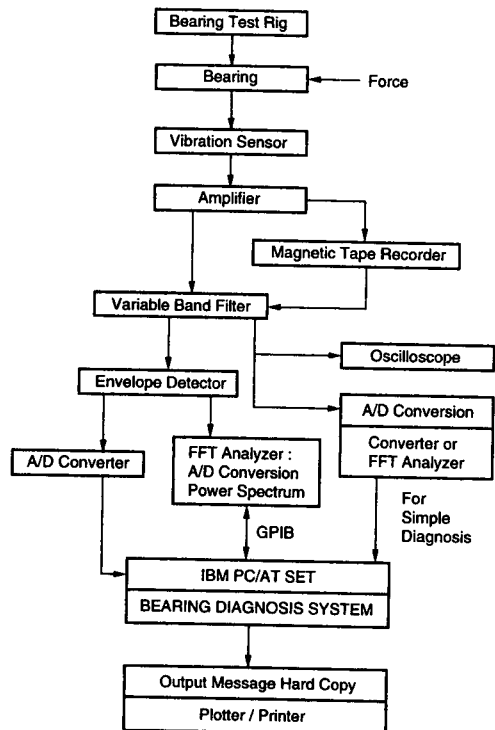 Bearing Test Rig
Bearing
Force
Vibration Sensor
Amplifier
Magnetic Tape Recorder
Variable Band Filter
Oscilloscope
Envelope Detector
A/D Conversion
Converter or
FFT Analyzer
A/D Converter
FFT Analyzer :
A/D Conversion
Power Spectrum
For
Simple
Diagnosis
GPIB
IBM PC/AT SET
BEARING DIAGNOSIS SYSTEM
Output Message Hard Copy
Plotter / Printer